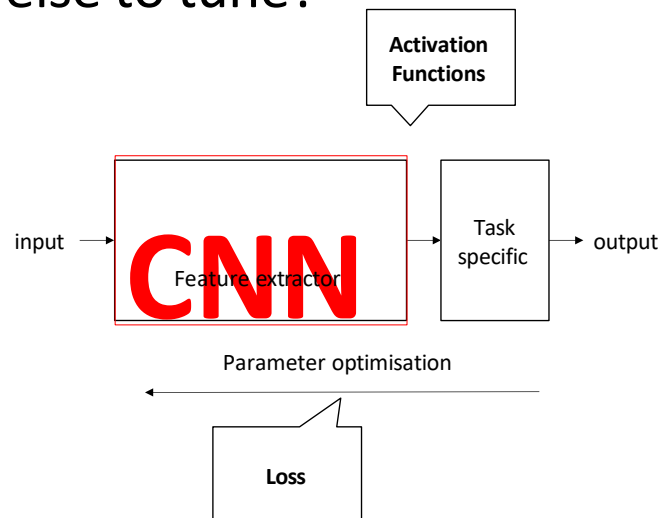 else to tune?
Activation
Functions
input
CNN
Feature extractor
Task
specific
output
Parameter optimisation
Loss